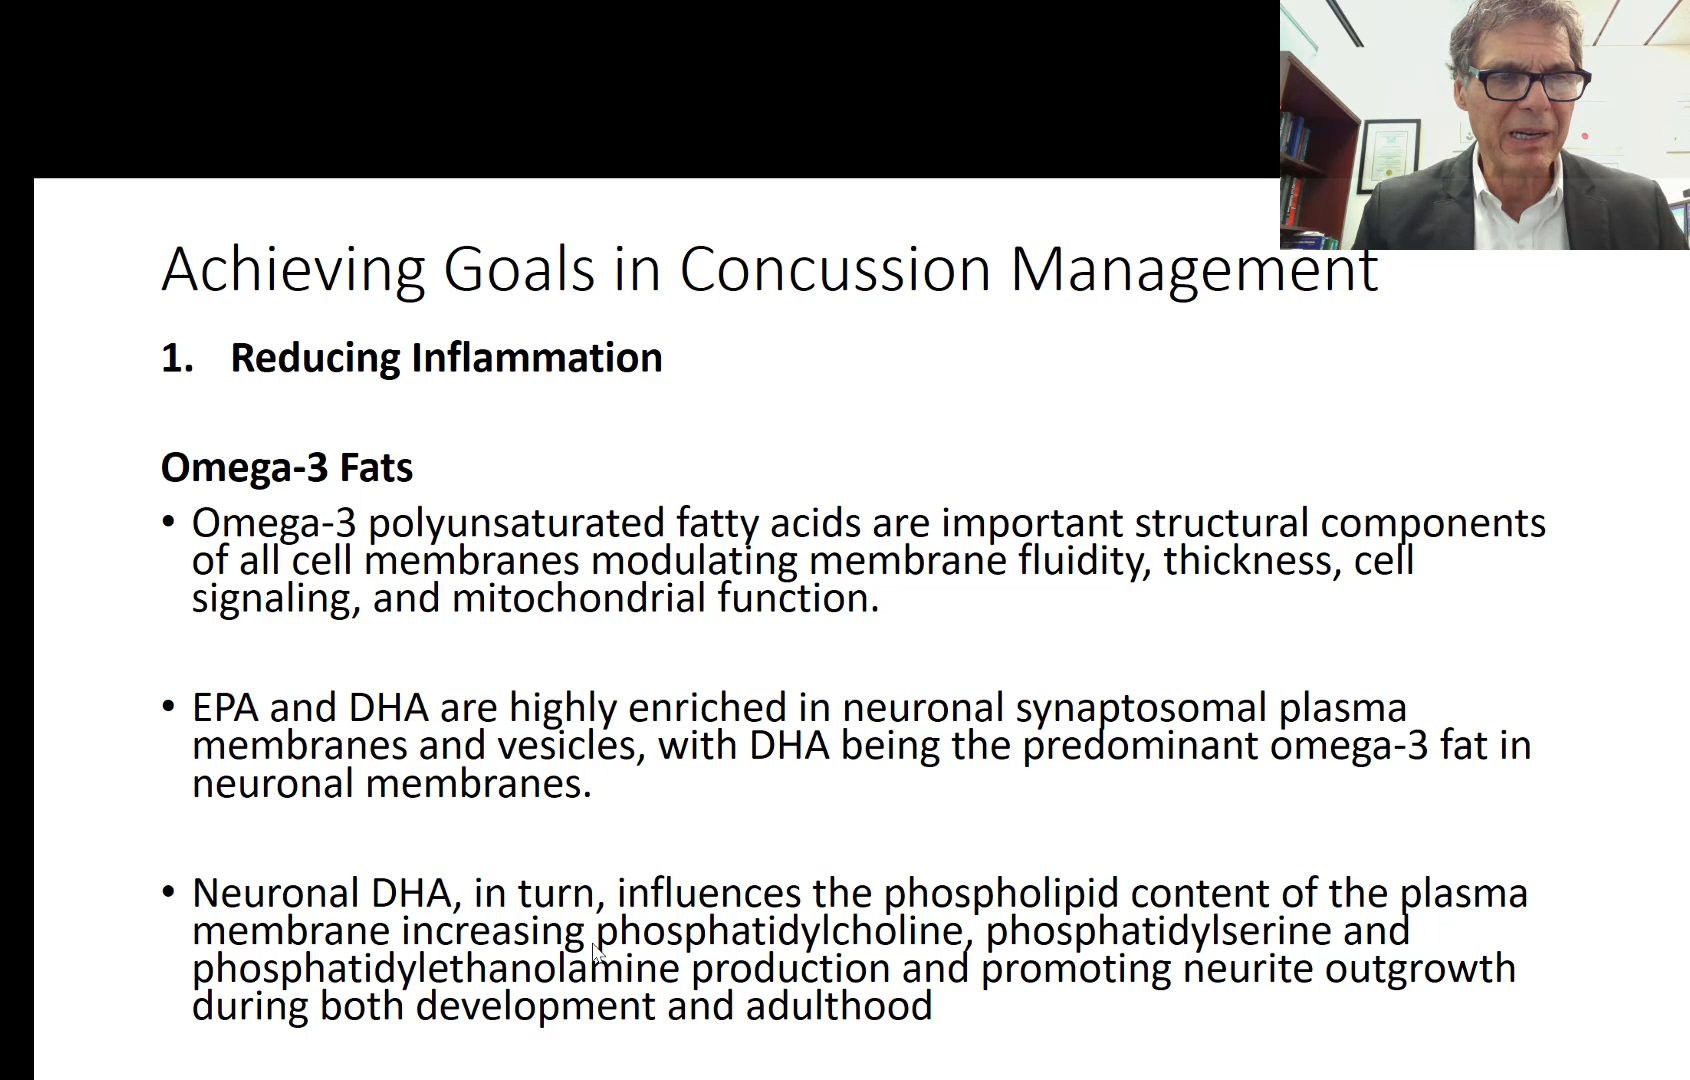 Achieving Goals in Concussion Management
1. Reducing Inflammation
Omega-3 Fats
• Omega-3 polyunsaturated fatty acids are important structural components
of all cell membranes modulating membrane fluidity, thickness, cell
signaling, and mitochondrial function.
• EPA and DHA are highly enriched in neuronal synaptosomal plasma
membranes and vesicles, with DHA being the predominant omega-3 fat in
neuronal membranes.
• Neuronal DHA, in turn, influences the phospholipid content of the plasma
membrane increasing phosphatidylcholine, phosphatidylserine and
phosphatidylethanolamine production and promoting neurite outgrowth
during both development and adulthood